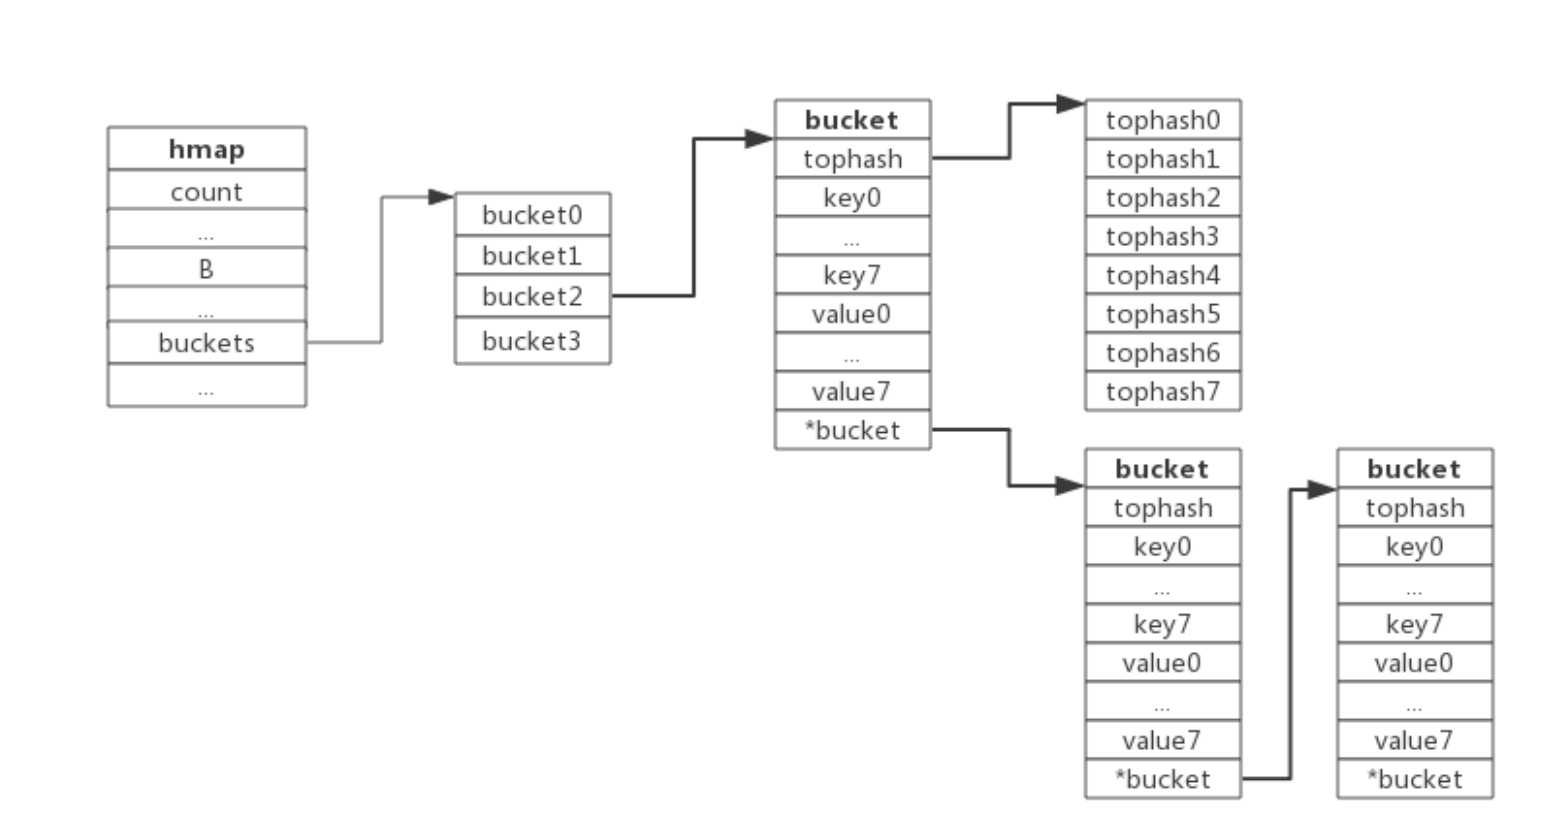 hmap
count
...
B
...
buckets
...
bucket0
bucket1
bucket2
bucket3
bucket
tophash
key0
...
key7
value0
...
value7
*bucket
tophash0
tophash1
tophash2
tophash3
tophash4
tophash5
tophash6
tophash7
bucket
tophash
key0
...
key7
value0
...
value7
*bucket
bucket
tophash
key0
...
key7
value0
...
value7
*bucket